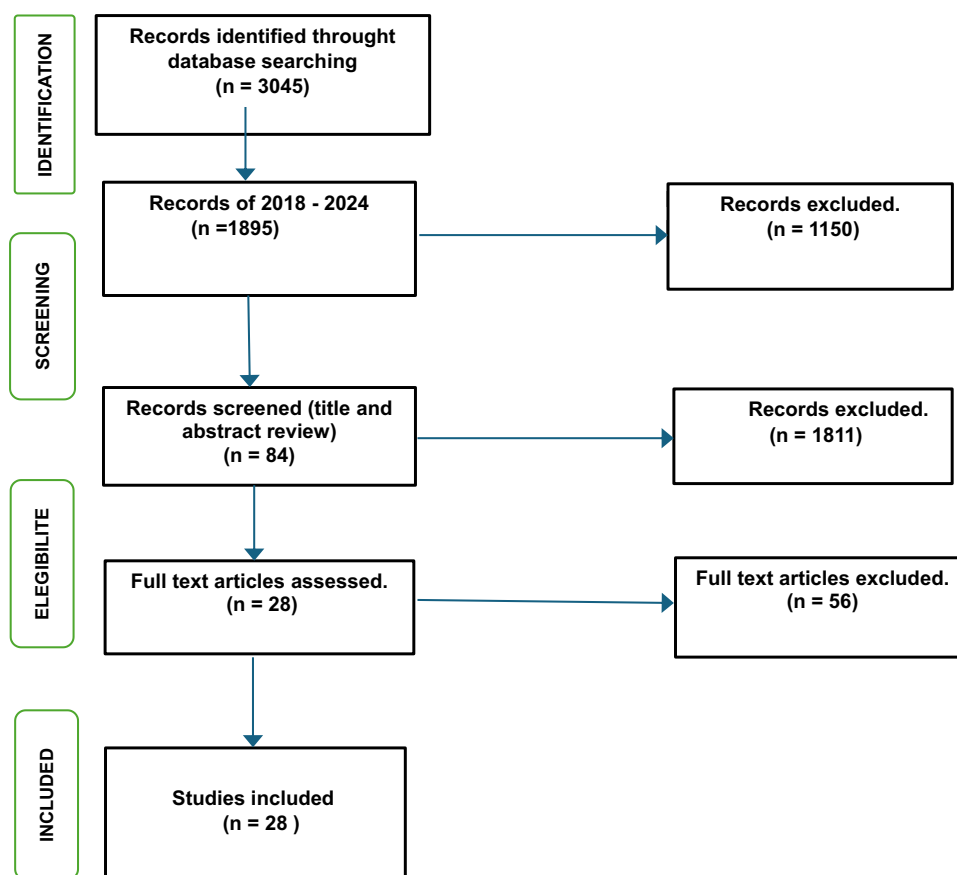 IDENTIFICATION
Records identified throught
database searching
(n = 3045)
Records of 2018 - 2024
(n =1895)
Records excluded.
(n = 1150)
SCREENING
Records screened (title and
abstract review)
(n = 84)
Records excluded.
(n = 1811)
ELEGIBILITE
Full text articles assessed.
(n = 28)
Full text articles excluded.
(n = 56)
INCLUDED
Studies included
(n = 28 )